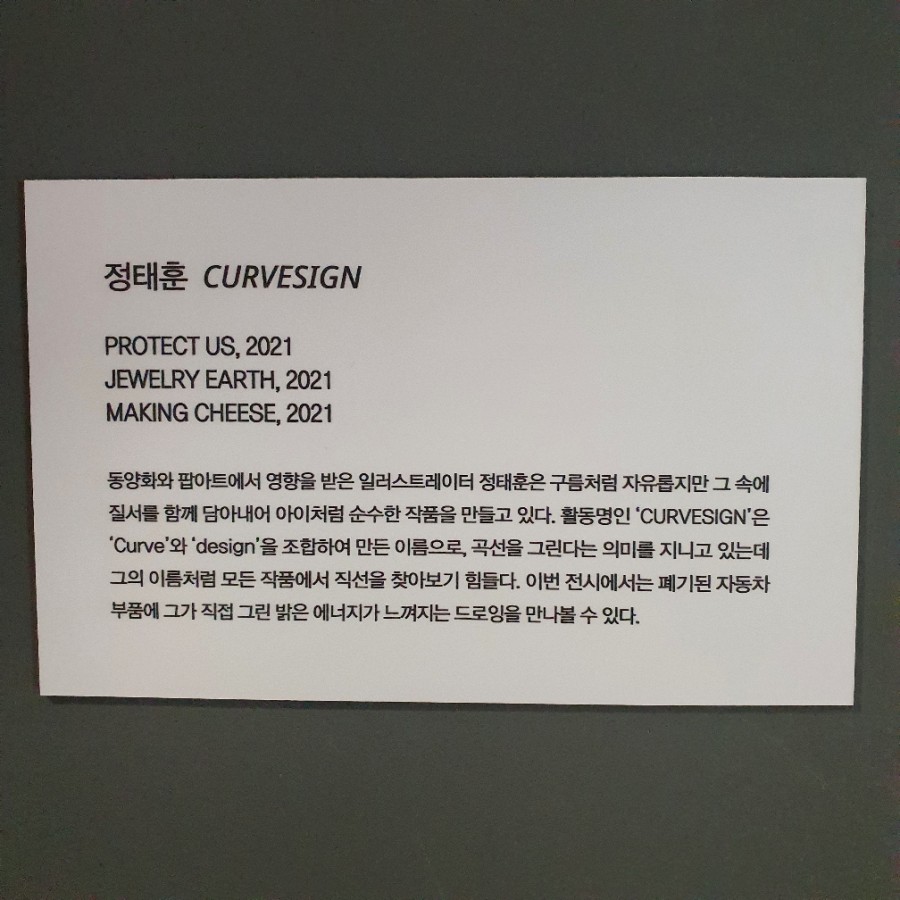 정태훈 CURVESIGN
PROTECT US, 2021
JEWELRY EARTH, 2021
MAKING CHEESE, 2021
동양화와 팝아트에서 영향을 받은 일러스트레이터 정태훈은 구름처럼 자유롭지만 그 속에
질서를 함께 담아내어 아이처럼 순수한 작품을 만들고 있다. 활동명인 ‘CURVESIGN’은
‘Curve’와 ‘design’을 조합하여 만든 이름으로, 곡선을 그린다는 의미를 지니고 있는데
그의 이름처럼 모든 작품에서 직선을 찾아보기 힘들다. 이번 전시에서는 폐기된 자동차
부품에 그가 직접 그린 밝은 에너지가 느껴지는 드로잉을 만나볼 수 있다.